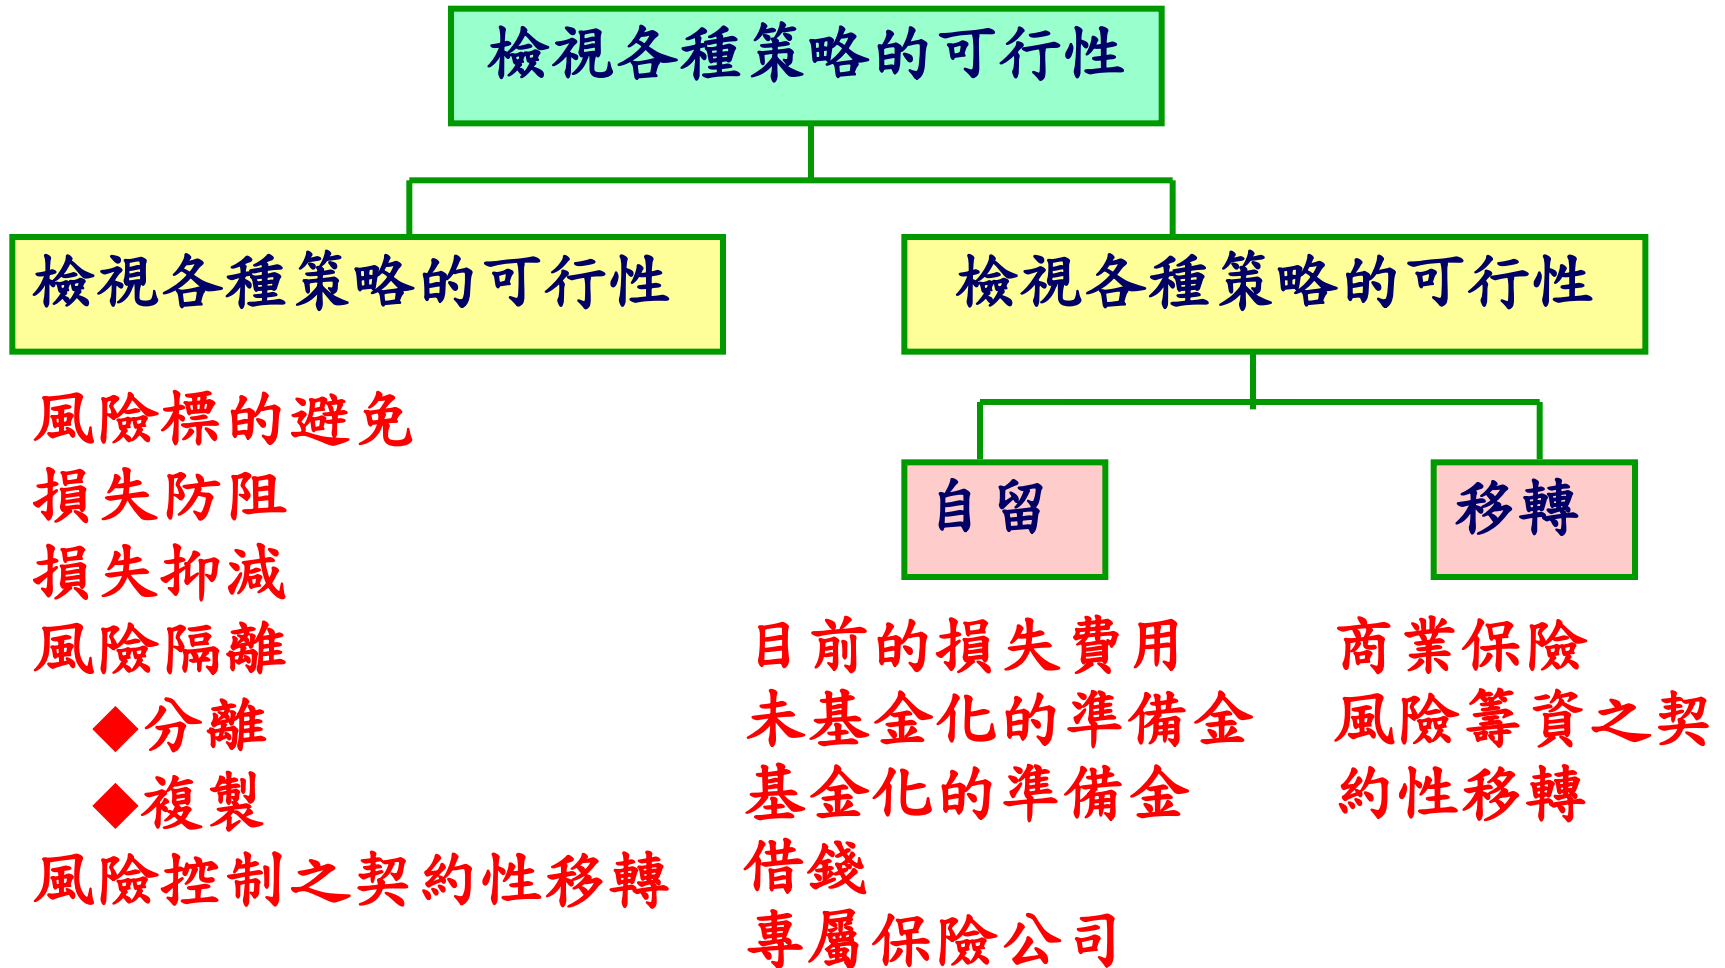 檢視各種策略的可行性
檢視各種策略的可行性
風險標的避免
損失防阻
損失抑減
風險隔離
◆分離
◆複製
風險控制之契約性移轉
檢視各種策略的可行性
自留
目前的損失費用
未基金化的準備金
基金化的準備金
借錢
專屬保險公司
移轉
商業保險
風險籌資之契
約性移轉